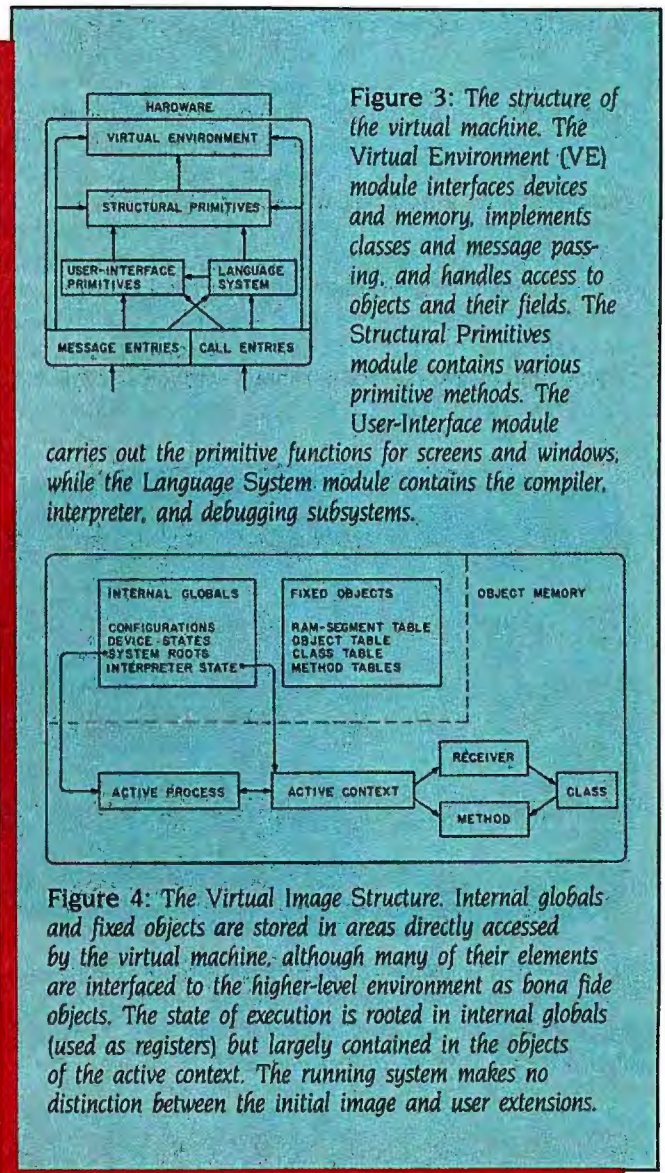 HARDWARE
VIRTUAL ENVIRONMENT
STRUCTURAL PRIMITIVES
USER-INTERFACE
PRIMITIVES
LANGUAGE
SYSTEM
MESSAGE ENTRIES
CALL ENTRIES
Figure 3: The structure of
the virtual machine. The
Virtual Environment (VE)
module interfaces devices
and memory, implements
classes and message pass-
ing, and handles access to
objects and their fields. The
Structural Primitives
module contains various
primitive methods. The
User-Interface module
carries out the primitive functions for screens and windows,
while the Language System module contains the compiler,
interpreter, and debugging subsystems.
INTERNAL GLOBALS
CONFIGURATIONS
DEVICE STATES
SYSTEM ROOTS
INTERPRETER STATE
FIXED OBJECTS
RAM-SEGMENT TABLE
OBJECT TABLE
CLASS TABLE
METHOD TABLES
OBJECT MEMORY
ACTIVE PROCESS
ACTIVE CONTEXT
RECEIVER
METHOD
CLASS
Figure 4: The Virtual Image Structure. Internal globals
and fixed objects are stored in areas directly accessed
by the virtual machine, although many of their elements
are interfaced to the higher-level environment as bona fide
objects. The state of execution is rooted in internal globals
(used as registers) but largely contained in the objects
of the active context. The running system makes no
distinction between the initial image and user extensions.